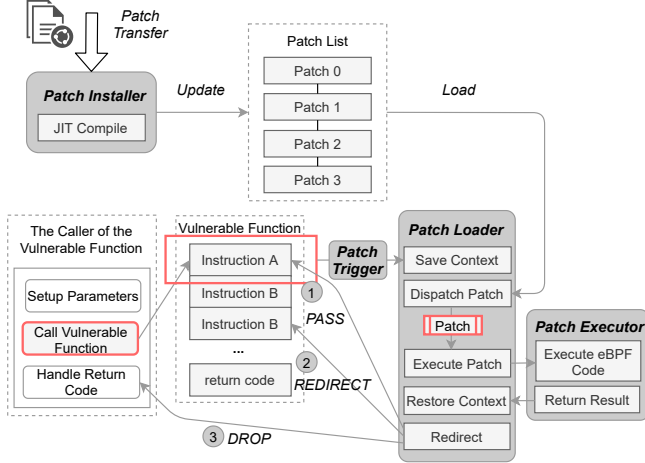 Patch
Transfer
Patch Installer
JIT Compile
Update
Patch List
Patch 0
Patch 1
Patch 2
Patch 3
Load
The Caller of the
Vulnerable Function
Setup Parameters
Call Vulnerable
Function
Handle Return
Code
Vulnerable Function
Instruction A
Instruction B
Instruction B
...
return code
1
PASS
2
REDIRECT
3
DROP
Patch
Trigger
Patch Loader
Save Context
Dispatch Patch
Patch
Execute Patch
Restore Context
Redirect
Patch Executor
Execute eBPF
Code
Return Result